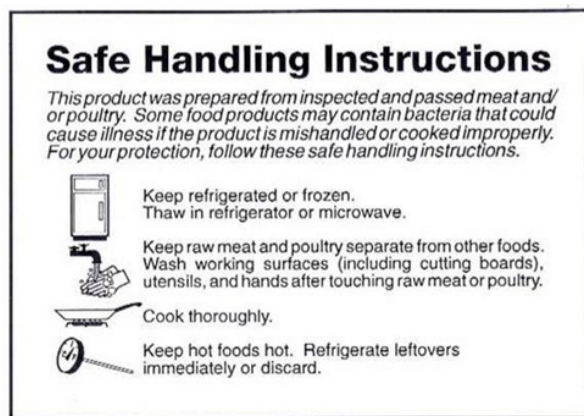 Safe Handling Instructions
This product was prepared from inspected and passed meat and/
or poultry. Some food products may contain bacteria that could
cause illness if the product is mishandled or cooked improperly.
For your protection, follow these safe handling instructions.
Keep refrigerated or frozen.
Thaw in refrigerator or microwave.
Keep raw meat and poultry separate from other foods.
Wash working surfaces (including cutting boards),
utensils, and hands after touching raw meat or poultry.
Cook thoroughly.
Keep hot foods hot. Refrigerate leftovers
immediately or discard.